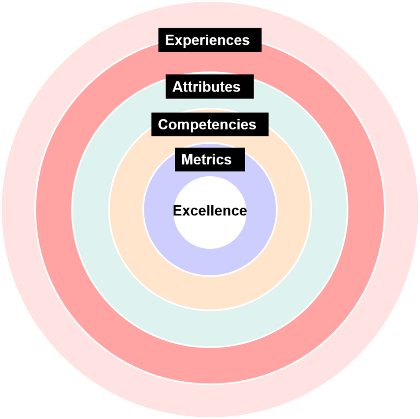 Experiences
Attributes
Competencies
Metrics
Excellence